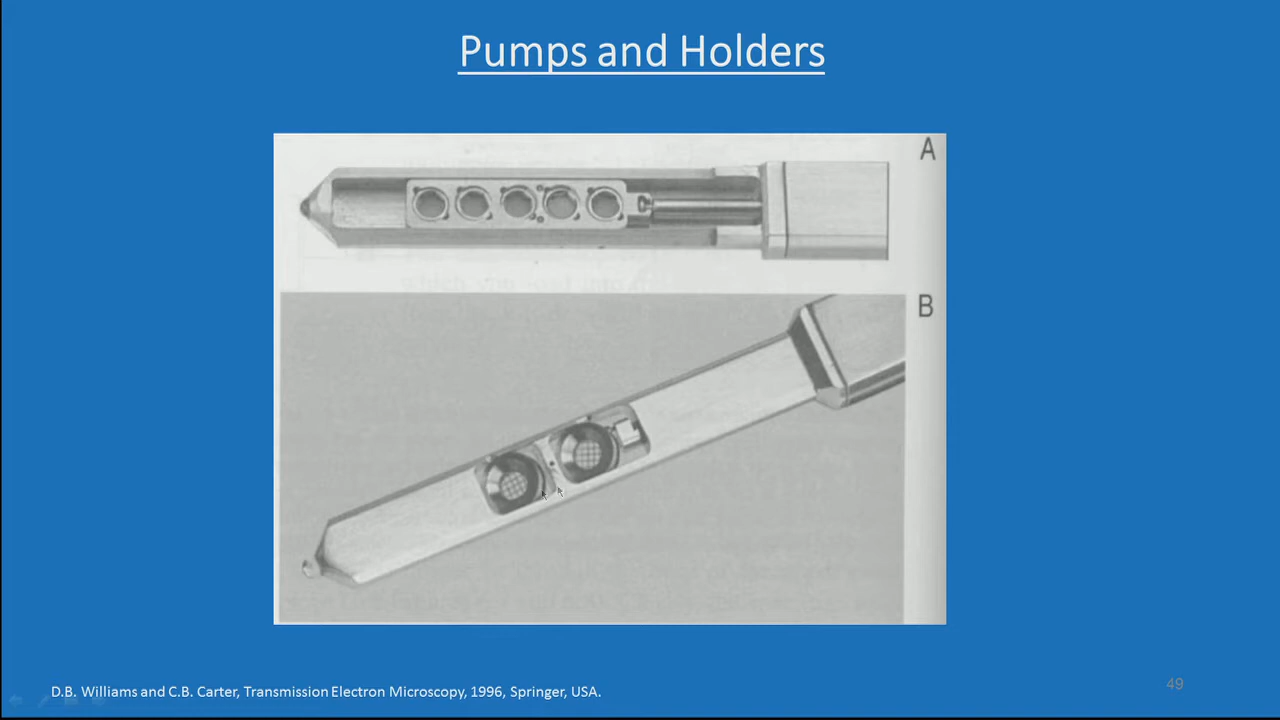 Pumps and Holders
A
B
D.B. Williams and C.B. Carter, Transmission Electron Microscopy, 1996, Springer, USA.
49